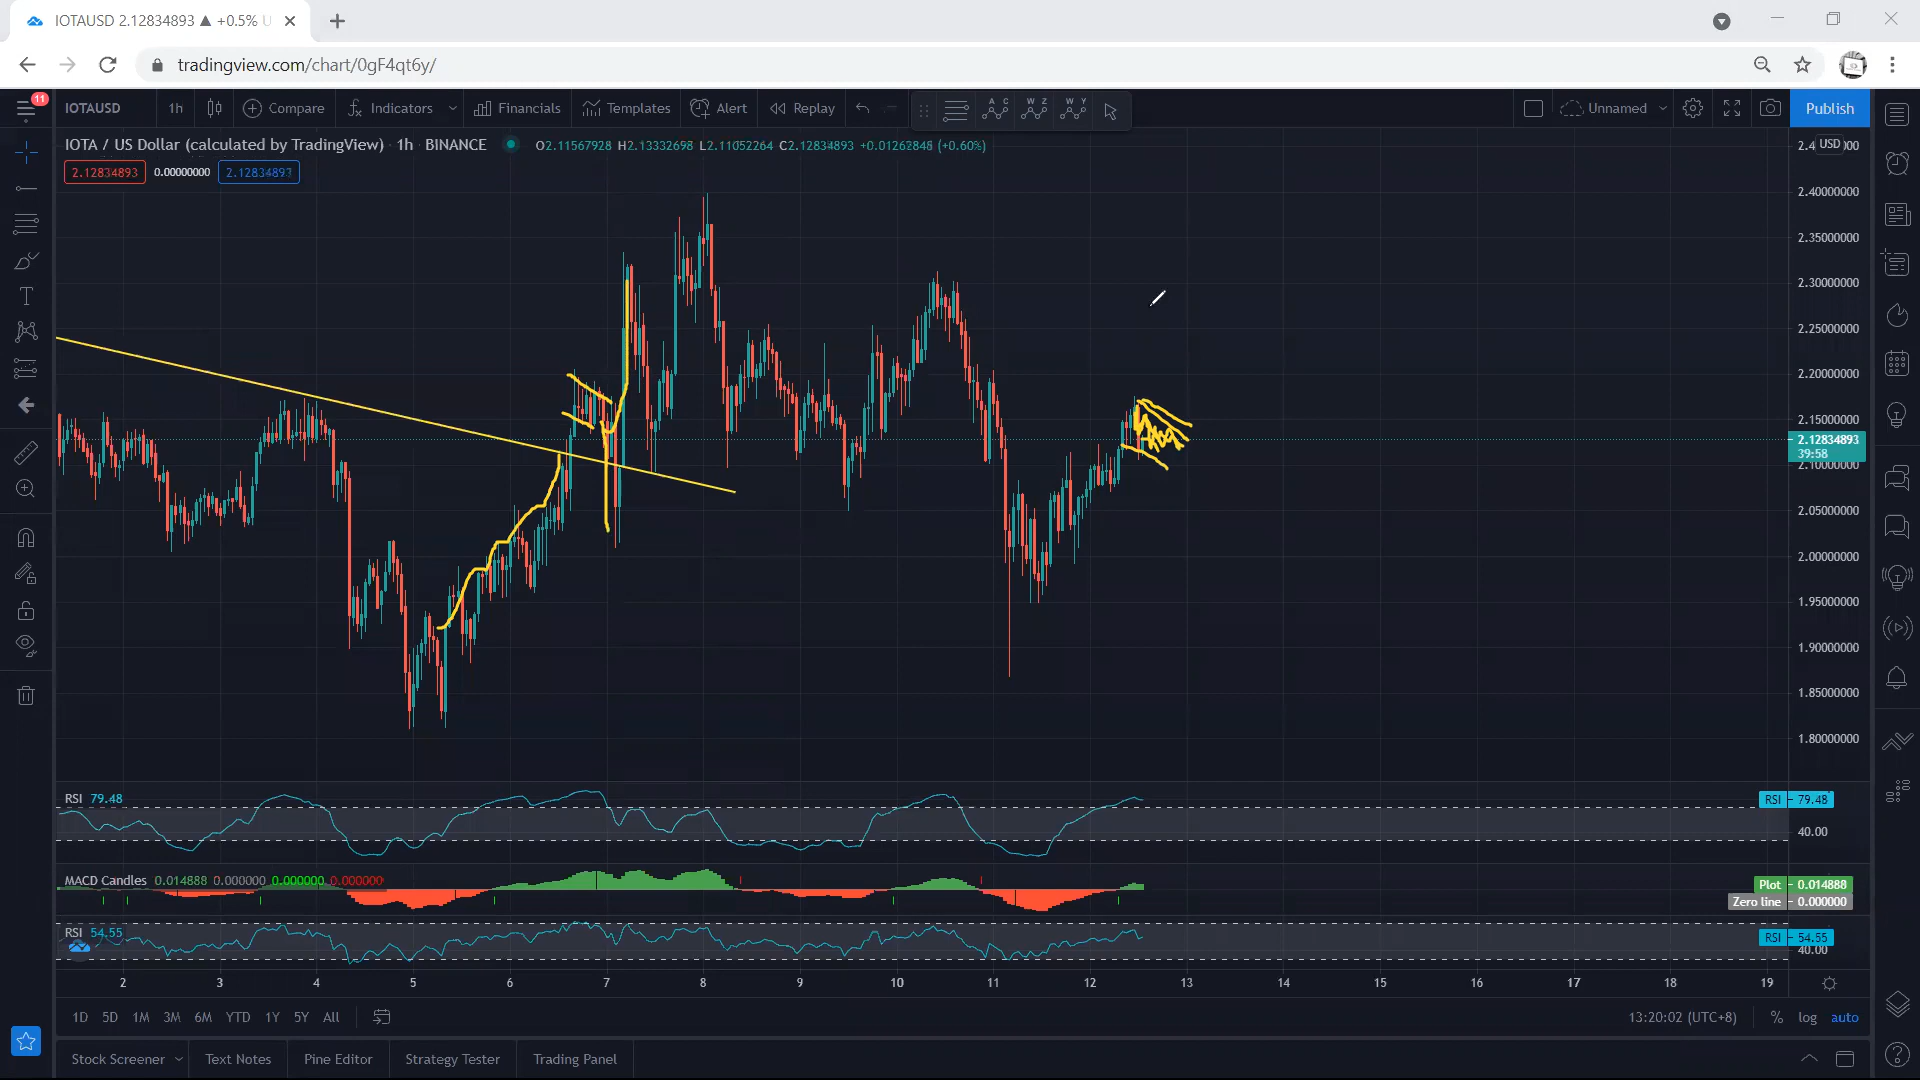 IOTAUSD 2.12834893 ▲ +0.5% U
tradingview.com/chart/0gF4qt6y/
11 IOTAUSD 1h Compare Indicators Financials Templates Alert Replay Unnamed Publish
IOTA / US Dollar (calculated by TradingView) · 1h · BINANCE O2.11567928 H2.13332698 L2.11052264 C2.12834893 +0.01262848 (+0.60%)
2.12834893 0.00000000 2.12834893
USD
2.40000000
2.35000000
2.30000000
2.25000000
2.20000000
2.15000000
2.12834893
39:58
2.10000000
2.05000000
2.00000000
1.95000000
1.90000000
1.85000000
1.80000000
RSI 79.48
RSI 79.48
40.00
MACD Candles 0.014888 0.000000 0.000000 0.000000
Plot 0.014888
Zero line 0.000000
RSI 54.55
RSI 54.55
40.00
2 3 4 5 6 7 8 9 10 11 12 13 14 15 16 17 18 19
1D 5D 1M 3M 6M YTD 1Y 5Y All 13:20:02 (UTC+8) % log auto
Stock Screener Text Notes Pine Editor Strategy Tester Trading Panel